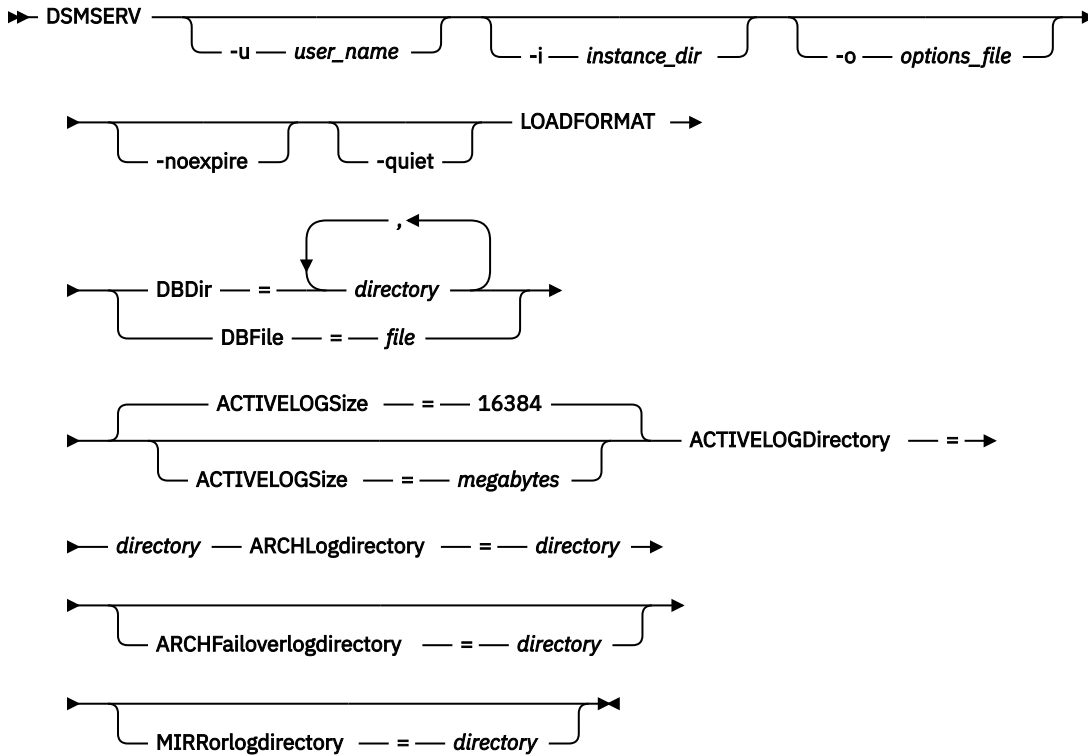 DSMSERV
-u user_name -i instance_dir -o options_file
-noexpire -quiet LOADFORMAT
,
DBDir = directory
DBFile = file
ACTIVELOGSize = 16384
ACTIVELOGDirectory =
ACTIVELOGSize = megabytes
directory ARCHLogdirectory = directory
ARCHFailoverlogdirectory = directory
MIRRorlogdirectory = directory